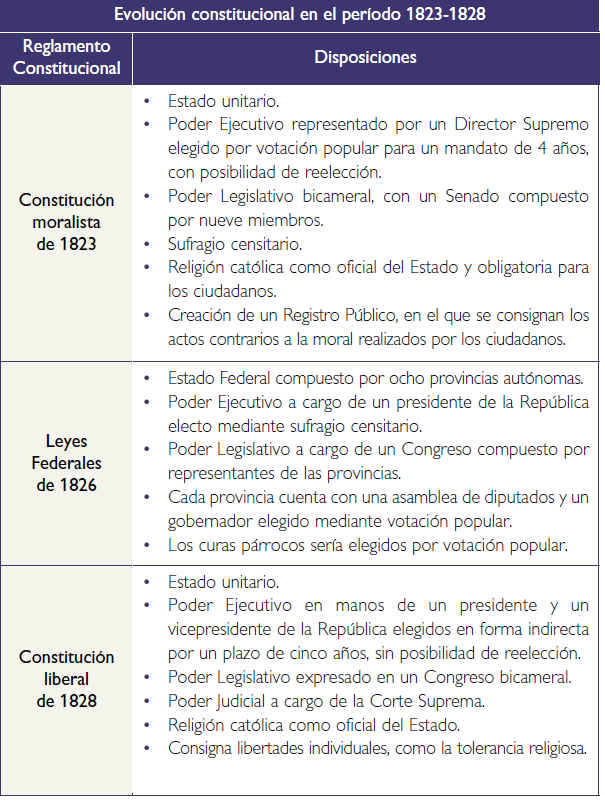 Evolución constitucional en el período 1823-1828
Reglamento
Constitucional
Disposiciones
Constitución
moralista
de 1823
• Estado unitario.
• Poder Ejecutivo representado por un Director Supremo
elegido por votación popular para un mandato de 4 años,
con posibilidad de reelección.
• Poder Legislativo bicameral, con un Senado compuesto
por nueve miembros.
• Sufragio censitario.
• Religión católica como oficial del Estado y obligatoria para
los ciudadanos.
• Creación de un Registro Público, en el que se consignan los
actos contrarios a la moral realizados por los ciudadanos.
Leyes
Federales
de 1826
• Estado Federal compuesto por ocho provincias autónomas.
• Poder Ejecutivo a cargo de un presidente de la República
electo mediante sufragio censitario.
• Poder Legislativo a cargo de un Congreso compuesto por
representantes de las provincias.
• Cada provincia cuenta con una asamblea de diputados y un
gobernador elegido mediante votación popular.
• Los curas párrocos sería elegidos por votación popular.
Constitución
liberal
de 1828
• Estado unitario.
• Poder Ejecutivo en manos de un presidente y un
vicepresidente de la República elegidos en forma indirecta
por un plazo de cinco años, sin posibilidad de reelección.
• Poder Legislativo expresado en un Congreso bicameral.
• Poder Judicial a cargo de la Corte Suprema.
• Religión católica como oficial del Estado.
• Consigna libertades individuales, como la tolerancia religiosa.